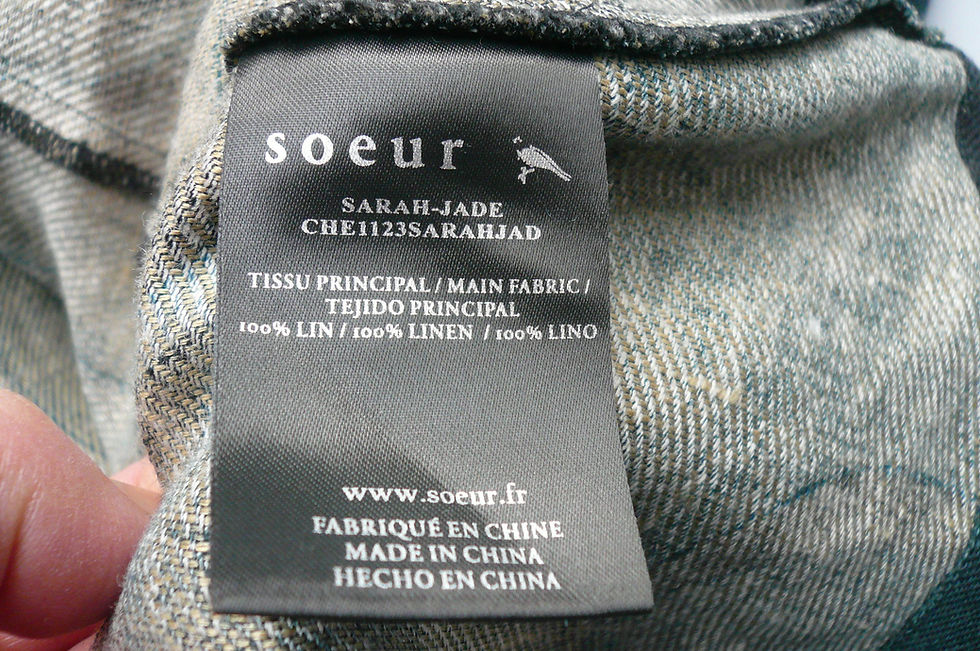 soeur
SARAH-JADE
CHE1123SARAHJAD
TISSU PRINCIPAL / MAIN FABRIC /
TEJIDO PRINCIPAL
100% LIN / 100% LINEN / 100% LINO
www.soeur.fr
FABRIQUÉ EN CHINE
MADE IN CHINA
HECHO EN CHINA